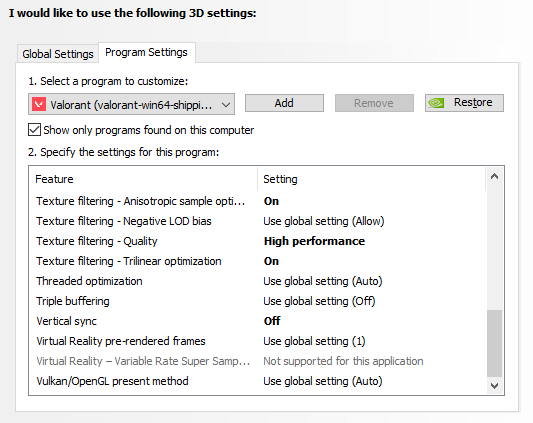 I would like to use the following 3D settings:
Global Settings Program Settings
1. Select a program to customize:
Valorant (valorant-win64-shippi... Add Remove Restore
Show only programs found on this computer
2. Specify the settings for this program:
Feature Setting
Texture filtering - Anisotropic sample opti... On
Texture filtering - Negative LOD bias Use global setting (Allow)
Texture filtering - Quality High performance
Texture filtering - Trilinear optimization On
Threaded optimization Use global setting (Auto)
Triple buffering Use global setting (Off)
Vertical sync Off
Virtual Reality pre-rendered frames Use global setting (1)
Virtual Reality – Variable Rate Super Samp... Not supported for this application
Vulkan/OpenGL present method Use global setting (Auto)